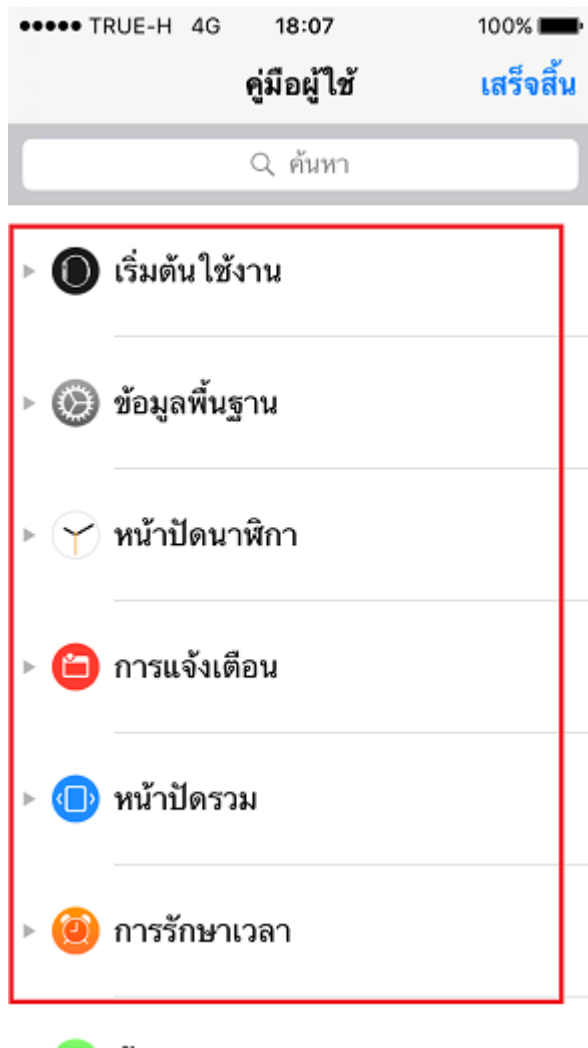 TRUE-H 4G 18:07 100%
คู่มือผู้ใช้ เสร็จสิ้น
ค้นหา
เริ่มต้นใช้งาน
ข้อมูลพื้นฐาน
หน้าปัดนาฬิกา
การแจ้งเตือน
หน้าปัดรวม
การรักษาเวลา